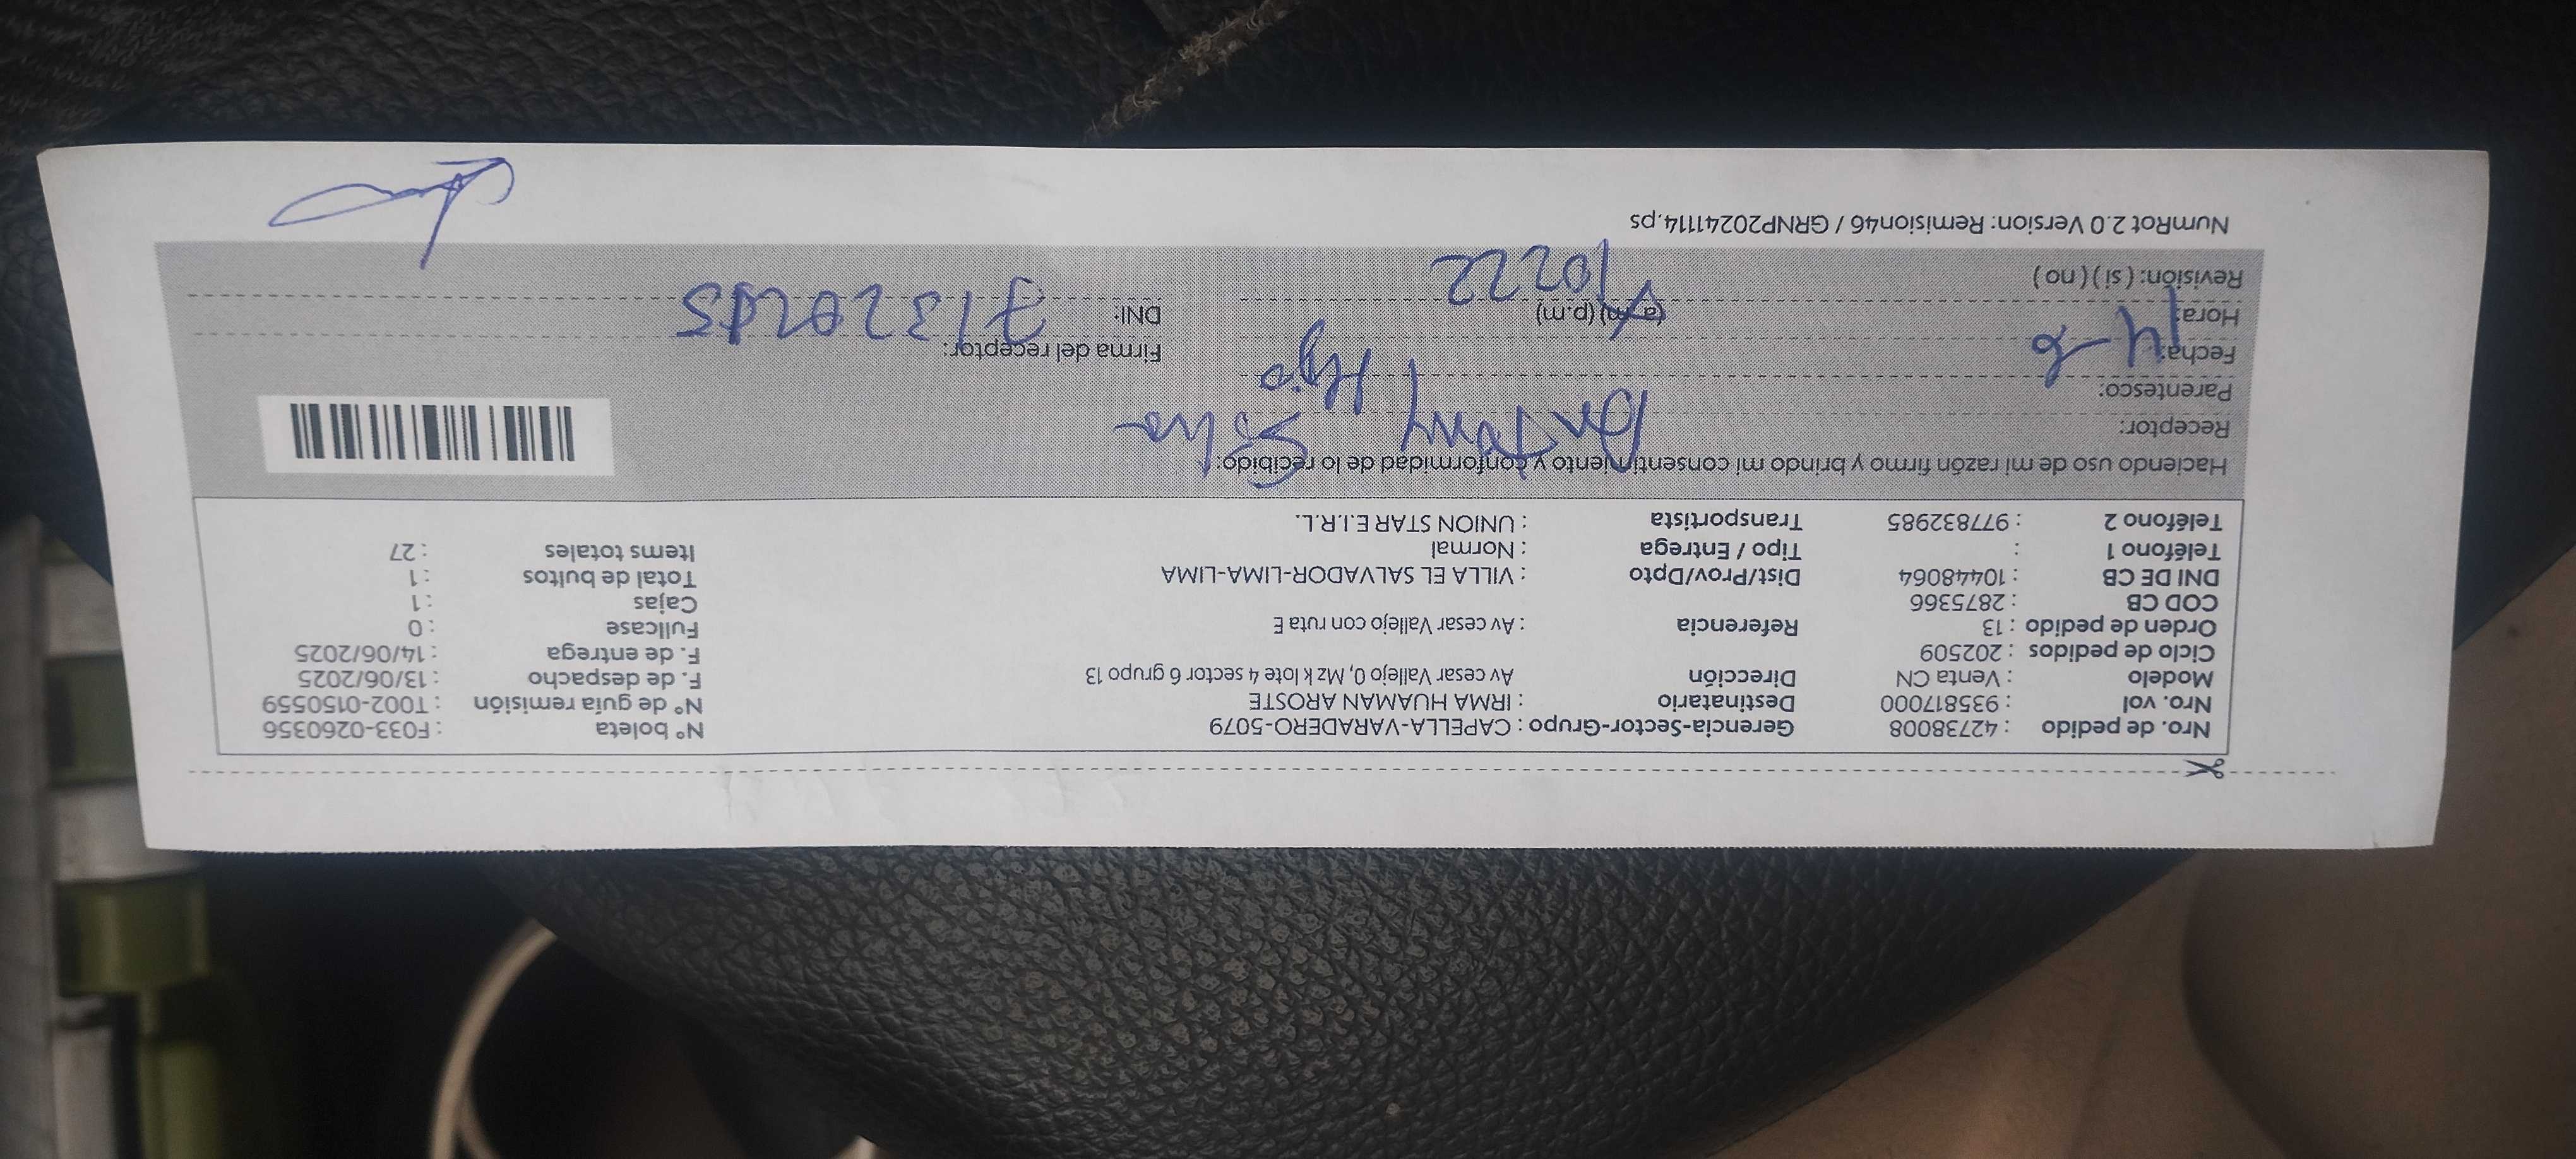 Nro. de pedido : 42738008 Gerencia-Sector-Grupo : CAPELLA-VARADERO-5079 N° boleta : F033-0260356
Nro. vol : 935817000 Destinatario : IRMA HUAMAN AROSTE N° de guía remisión : T002-0150559
Modelo : Venta CN Dirección Av cesar Vallejo 0, Mz k lote 4 sector 6 grupo 13 F. de despacho : 13/06/2025
Ciclo de pedidos : 202509 F. de entrega : 14/06/2025
Orden de pedido : 13 Referencia : Av cesar Vallejo con ruta E Fullcase : 0
COD CB : 2875366 Cajas : 1
DNI DE CB : 10448064 Dist/Prov/Dpto : VILLA EL SALVADOR-LIMA-LIMA Total de bultos : 1
Teléfono 1 : Tipo / Entrega : Normal Items totales : 27
Teléfono 2 : 977832985 Transportista : UNION STAR E.I.R.L.
Haciendo uso de mi razón firmo y brindo mi consentimiento y conformidad de lo recibido:
Receptor: Antony Silva
Parentesco: Hijo
Fecha: 14-6 Firma del receptor:
Hora: (a.m) (p.m) DNI:
Revisión: ( si ) ( no ) 10222
NumRot 2.0 Version: Remision46 / GRNP20241114.ps